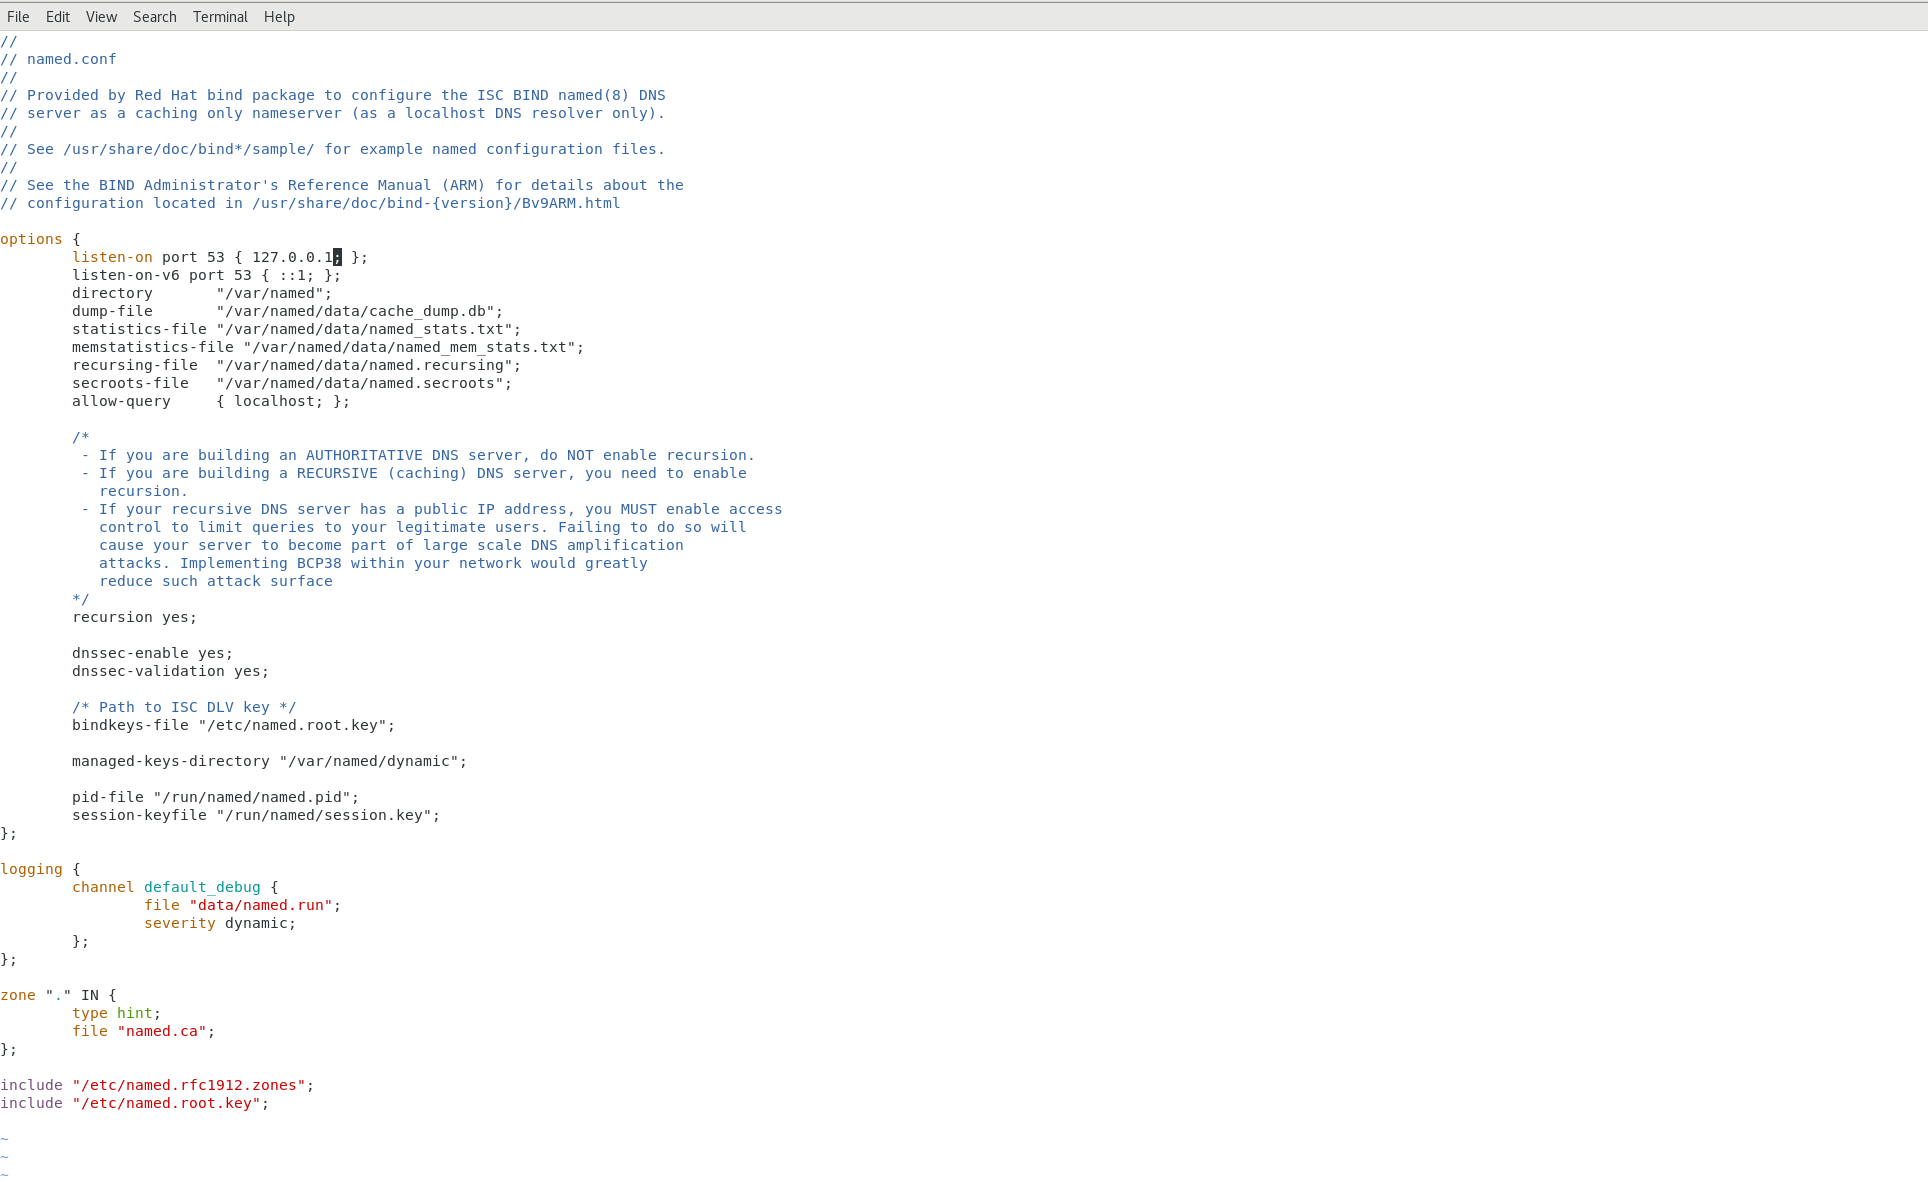 File Edit View Search Terminal Help
//
// named.conf
//
// Provided by Red Hat bind package to configure the ISC BIND named(8) DNS
// server as a caching only nameserver (as a localhost DNS resolver only).
//
// See /usr/share/doc/bind*/sample/ for example named configuration files.
//
// See the BIND Administrator's Reference Manual (ARM) for details about the
// configuration located in /usr/share/doc/bind-{version}/Bv9ARM.html

options {
        listen-on port 53 { 127.0.0.1; };
        listen-on-v6 port 53 { ::1; };
        directory       "/var/named";
        dump-file       "/var/named/data/cache_dump.db";
        statistics-file "/var/named/data/named_stats.txt";
        memstatistics-file "/var/named/data/named_mem_stats.txt";
        recursing-file  "/var/named/data/named.recursing";
        secroots-file   "/var/named/data/named.secroots";
        allow-query     { localhost; };

        /*
         - If you are building an AUTHORITATIVE DNS server, do NOT enable recursion.
         - If you are building a RECURSIVE (caching) DNS server, you need to enable
           recursion.
         - If your recursive DNS server has a public IP address, you MUST enable access
           control to limit queries to your legitimate users. Failing to do so will
           cause your server to become part of large scale DNS amplification
           attacks. Implementing BCP38 within your network would greatly
           reduce such attack surface
        */
        recursion yes;

        dnssec-enable yes;
        dnssec-validation yes;

        /* Path to ISC DLV key */
        bindkeys-file "/etc/named.root.key";

        managed-keys-directory "/var/named/dynamic";

        pid-file "/run/named/named.pid";
        session-keyfile "/run/named/session.key";
};

logging {
        channel default_debug {
                file "data/named.run";
                severity dynamic;
        };
};

zone "." IN {
        type hint;
        file "named.ca";
};

include "/etc/named.rfc1912.zones";
include "/etc/named.root.key";

~
~
~